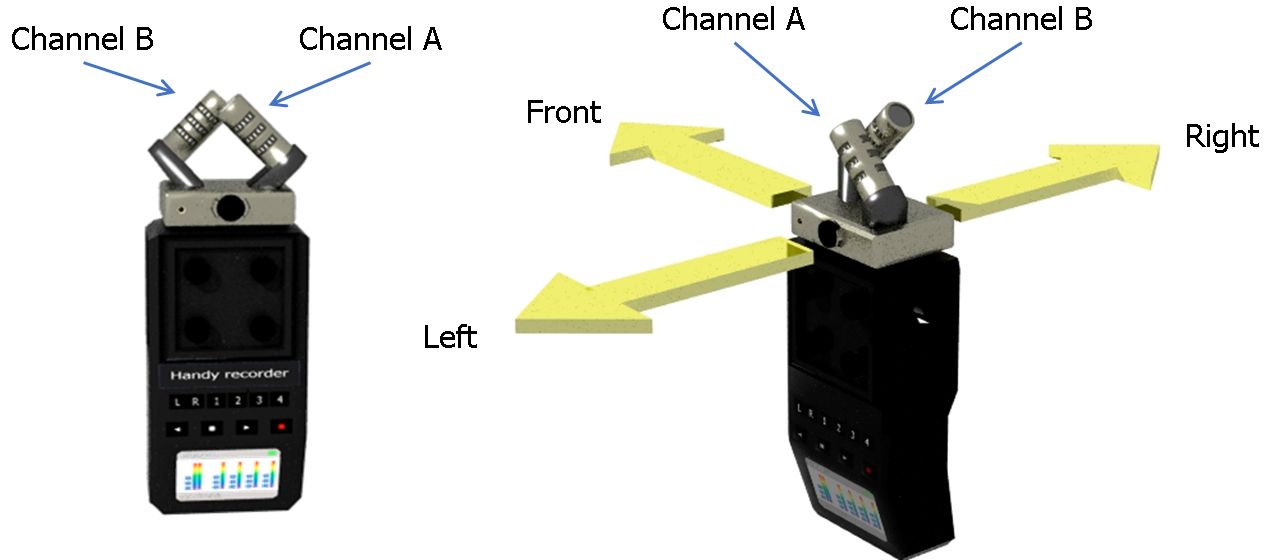 Channel B
Channel A
Handy recorder
L R 1 2 3 4
Channel A
Channel B
Front
Right
Left
L R 1 2 3 4